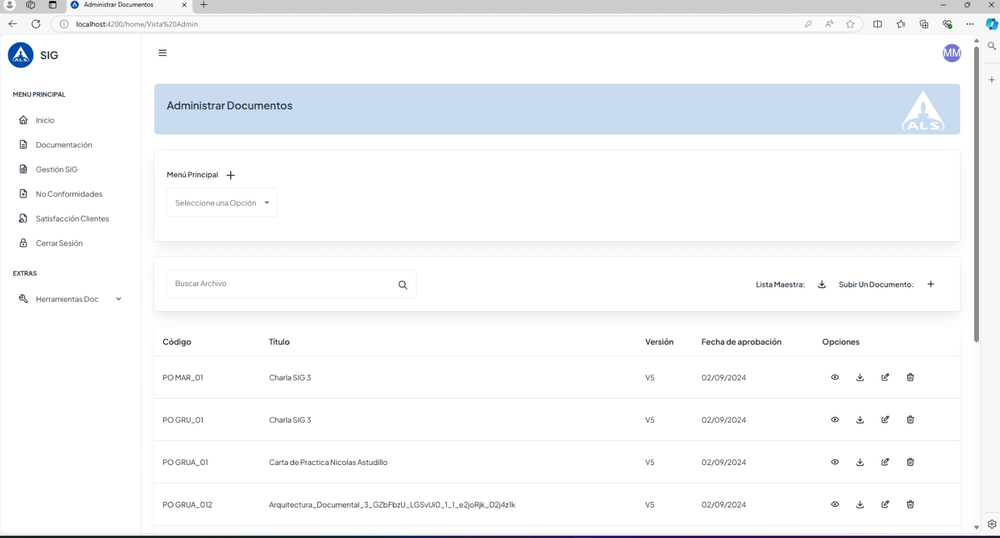 Administrar Documentos
localhost:4200/home/Vista%20Admin
ALS
SIG
MM
MENU PRINCIPAL
Inicio
Documentación
Gestión SIG
No Conformidades
Satisfacción Clientes
Cerrar Sesión
EXTRAS
Herramientas Doc
Administrar Documentos
ALS
Menú Principal
Seleccione una Opción
Buscar Archivo
Lista Maestra: Subir Un Documento:
Código Título Versión Fecha de aprobación Opciones
PO MAR_01 Charla SIG 3 V5 02/09/2024
PO GRU_01 Charla SIG 3 V5 02/09/2024
PO GRUA_01 Carta de Practica Nicolas Astudillo V5 02/09/2024
PO GRUA_012 Arquitectura_Documental_3_GZbFbzU_LGSvUi0_1_1_e2joRjk_D2j4z1k V5 02/09/2024